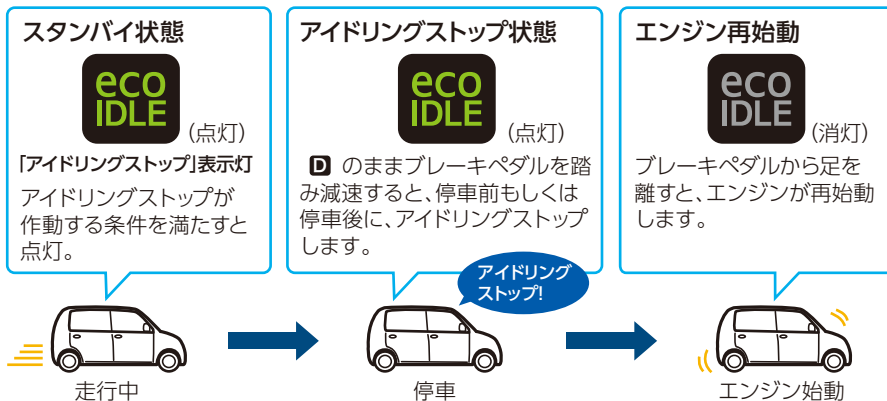 スタンバイ状態
eco
IDLE
(点灯)
「アイドリングストップ」表示灯
アイドリングストップが
作動する条件を満たすと
点灯。
走行中
アイドリングストップ状態
eco
IDLE
(点灯)
D のままブレーキペダルを踏
み減速すると、停車前もしくは
停車後に、アイドリングストップ
します。
アイドリング
ストップ!
停車
エンジン再始動
eco
IDLE
(消灯)
ブレーキペダルから足を
離すと、エンジンが再始動
します。
エンジン始動